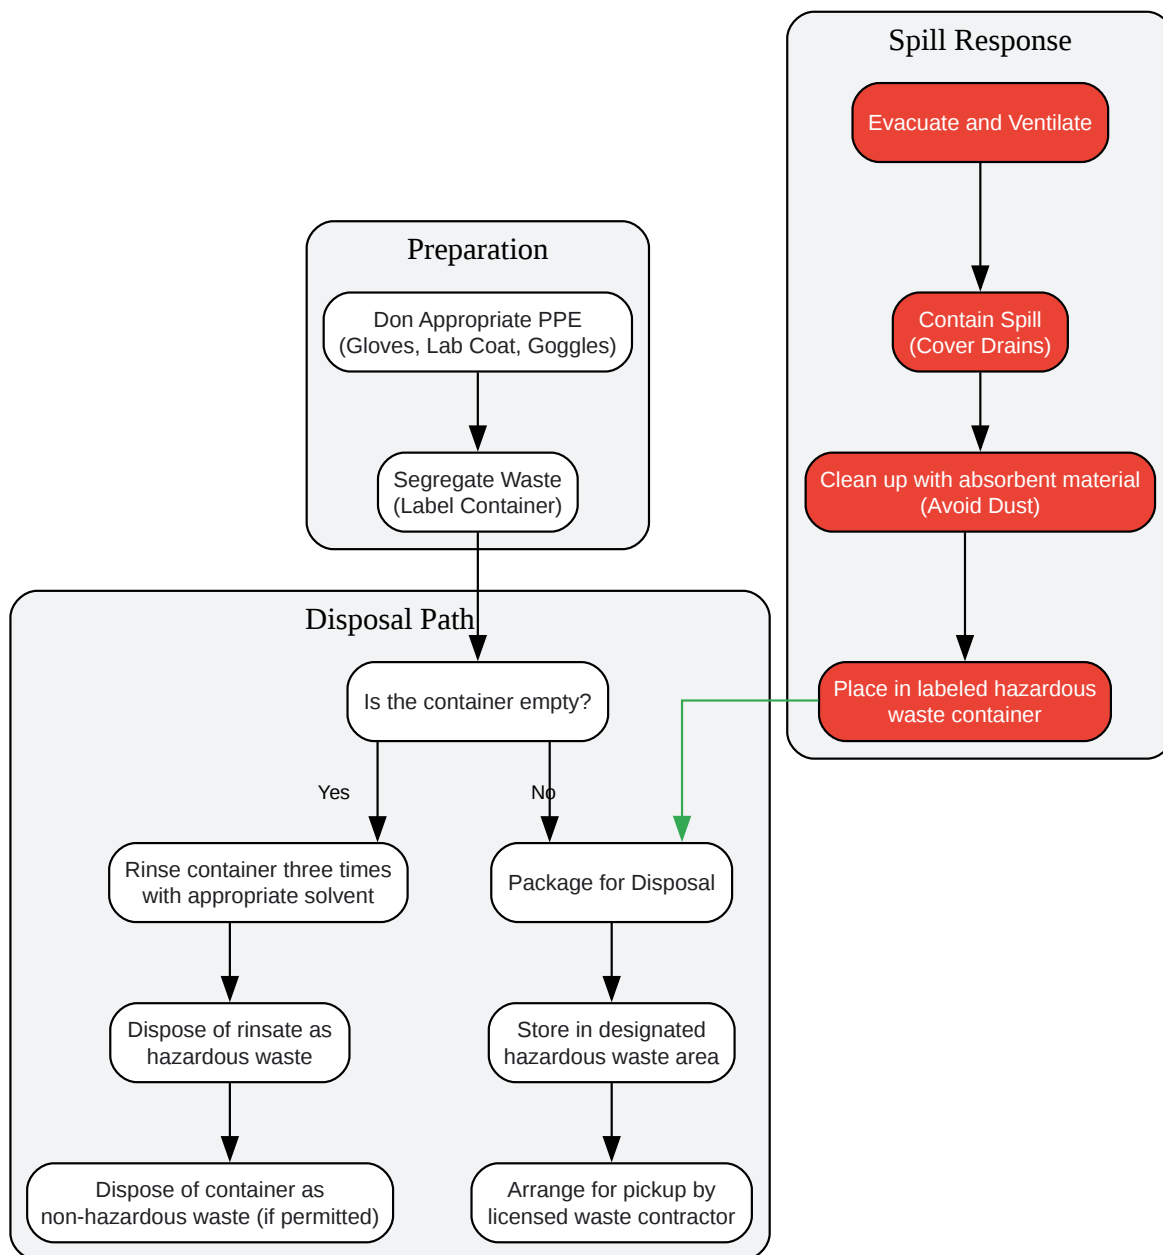 Spill Response
Evacuate and Ventilate
Contain Spill
(Cover Drains)
Clean up with absorbent material
(Avoid Dust)
Place in labeled hazardous
waste container
Preparation
Don Appropriate PPE
(Gloves, Lab Coat, Goggles)
Segregate Waste
(Label Container)
Disposal Path
Is the container empty?
Yes
No
Rinse container three times
with appropriate solvent
Package for Disposal
Dispose of rinsate as
hazardous waste
Store in designated
hazardous waste area
Dispose of container as
non-hazardous waste (if permitted)
Arrange for pickup by
licensed waste contractor